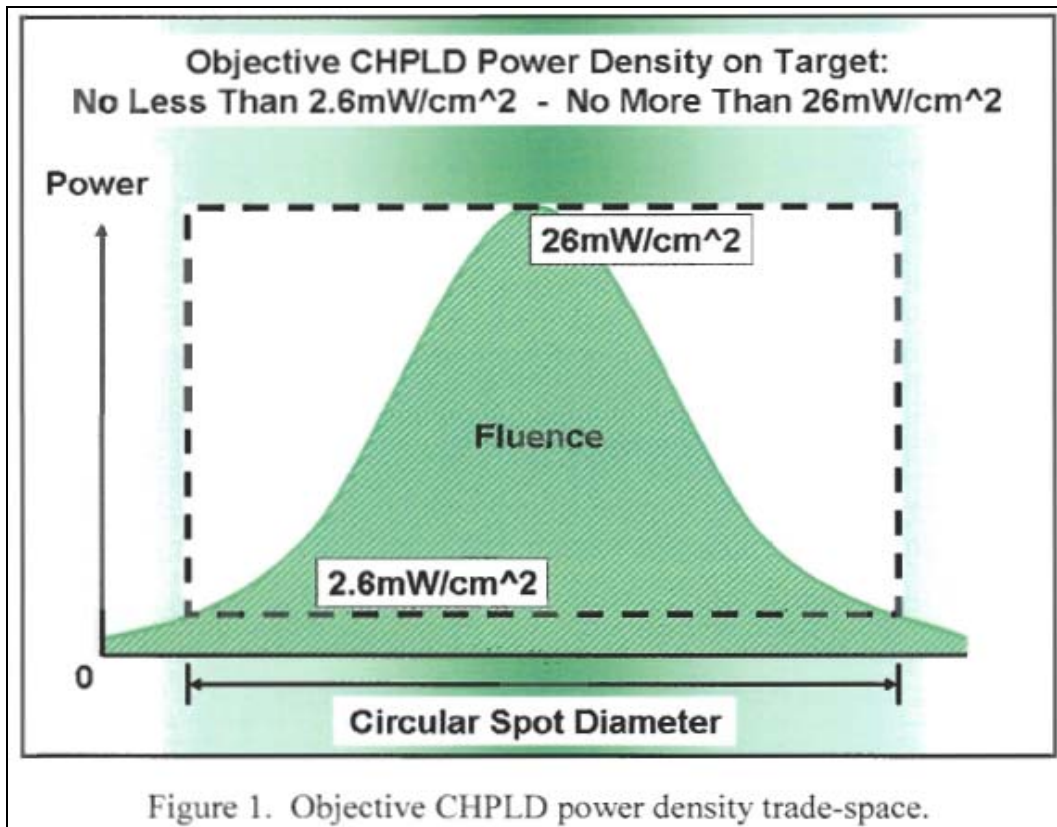 Objective CHPLD Power Density on Target:
No Less Than 2.6mW/cm^2 - No More Than 26mW/cm^2
Power
26mW/cm^2
Fluence
2.6mW/cm^2
0
Circular Spot Diameter
Figure 1. Objective CHPLD power density trade-space.